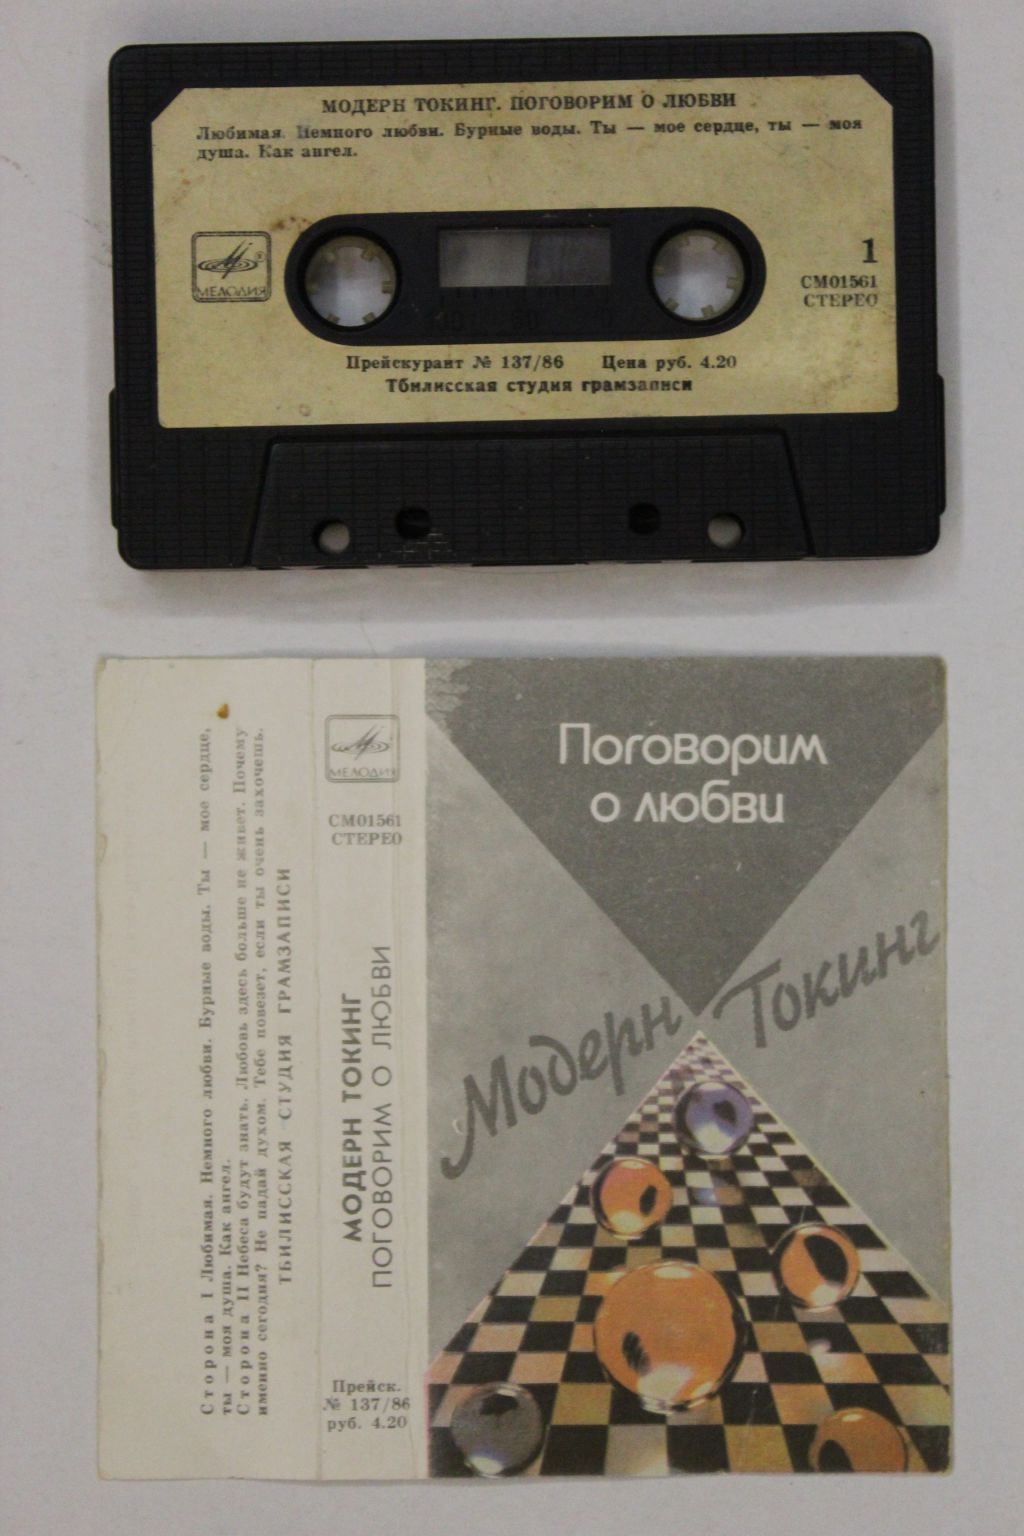 МОДЕРН ТОКИНГ. ПОГОВОРИМ О ЛЮБВИ
Любимая. Немного любви. Бурные воды. Ты — мое сердце, ты — моя
душа. Как ангел.
МЕЛОДИЯ
1
СМ01561
СТЕРЕО
Прейскурант № 137/86 Цена руб. 4.20
Тбилисская студия грамзаписи
Сторона I Любимая. Немного любви. Бурные воды. Ты — мое сердце,
ты — моя душа. Как ангел.
Сторона II Небеса будут знать. Любовь здесь больше не живет. Почему
именно сегодня? Не падай духом. Тебе повезет, если ты очень захочешь.
ТБИЛИССКАЯ СТУДИЯ ГРАМЗАПИСИ
МЕЛОДИЯ
СМ01561
СТЕРЕО
МОДЕРН ТОКИНГ
ПОГОВОРИМ О ЛЮБВИ
Прейск.
№ 137/86
руб. 4.20
Поговорим
о любви
Модерн Токинг